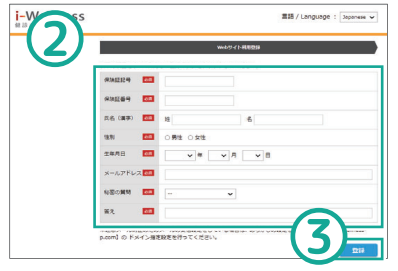 i-W ss
言語 / Language : Japanese
②
Webサイト利用登録
保険証記号 必須
保険証番号 必須
氏名（漢字） 必須 姓 名
性別 必須 男性 女性
生年月日 必須 年 月 日
メールアドレス 必須
秘密の質問 必須 --
答え 必須
p.com】の ドメイン指定設定を行ってください。
③
登録